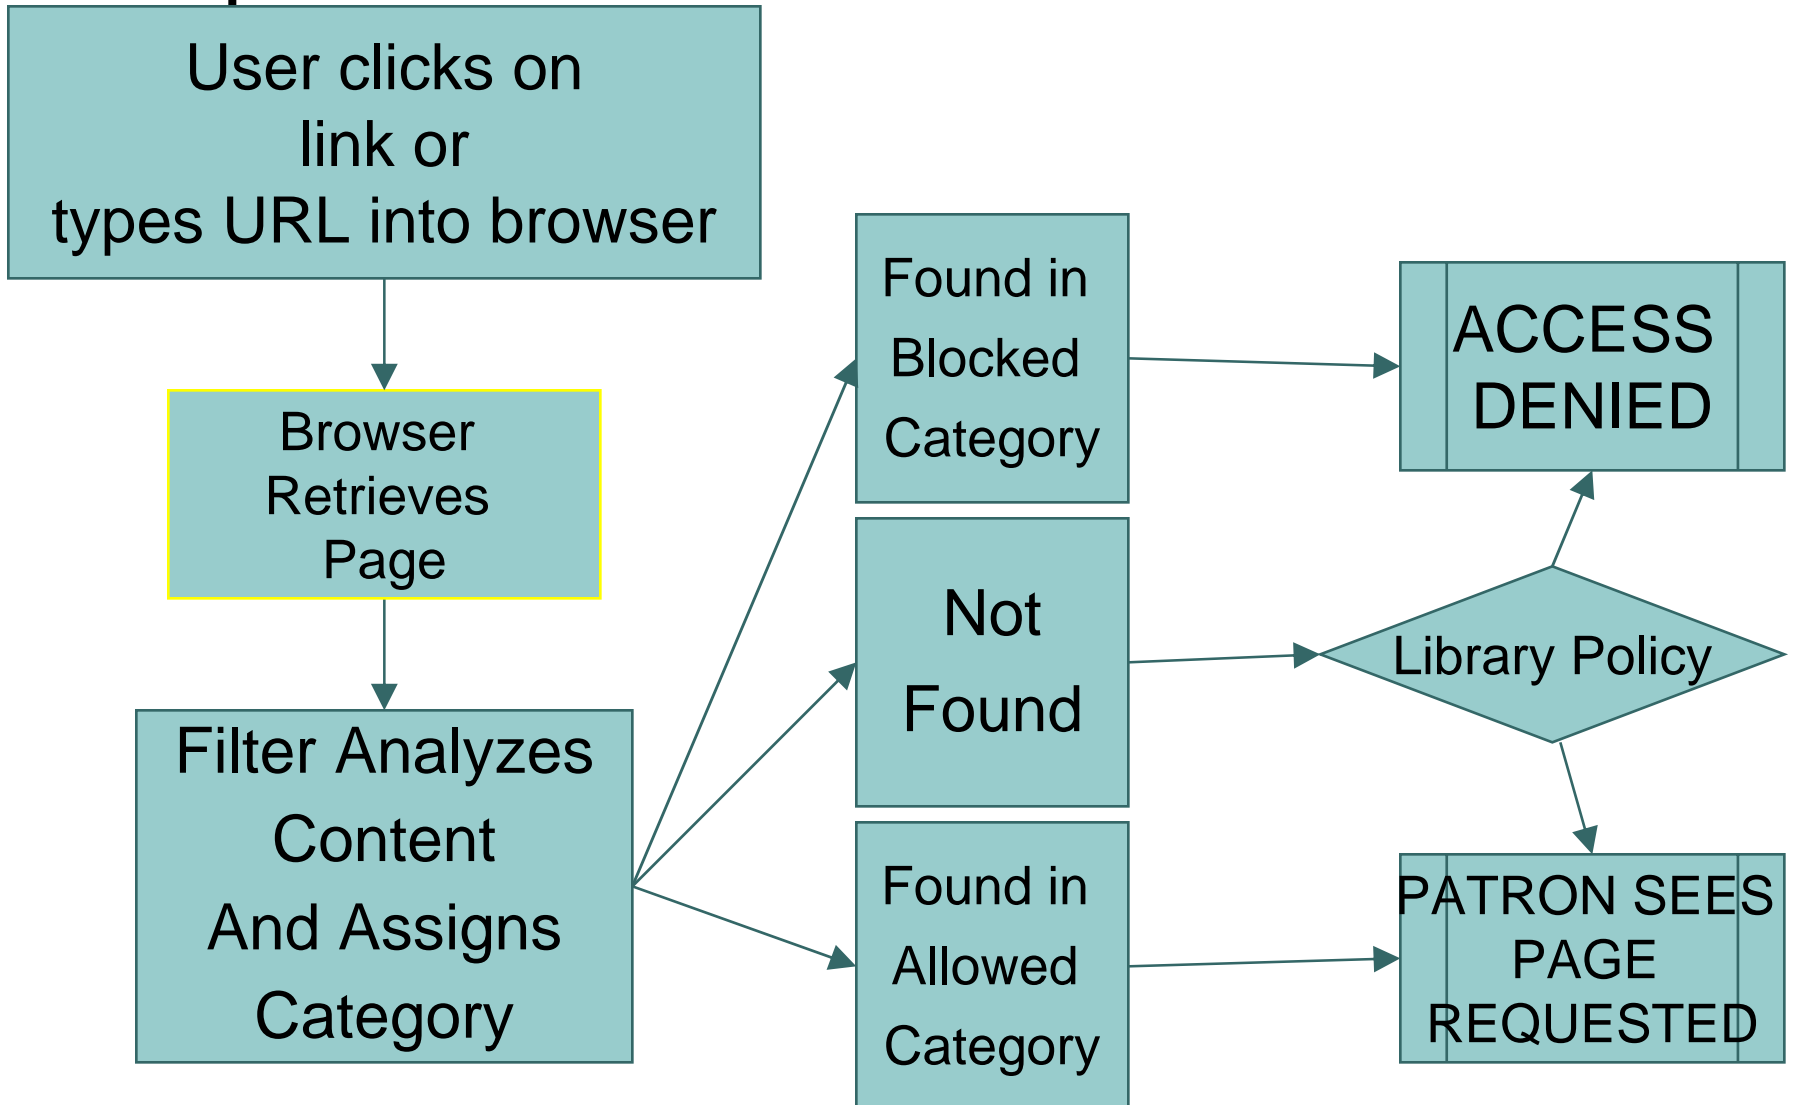 User clicks on
link or
types URL into browser
Browser
Retrieves
Page
Filter Analyzes
Content
And Assigns
Category
Found in
Blocked
Category
Not
Found
Found in
Allowed
Category
ACCESS
DENIED
Library Policy
PATRON SEES
PAGE
REQUESTED